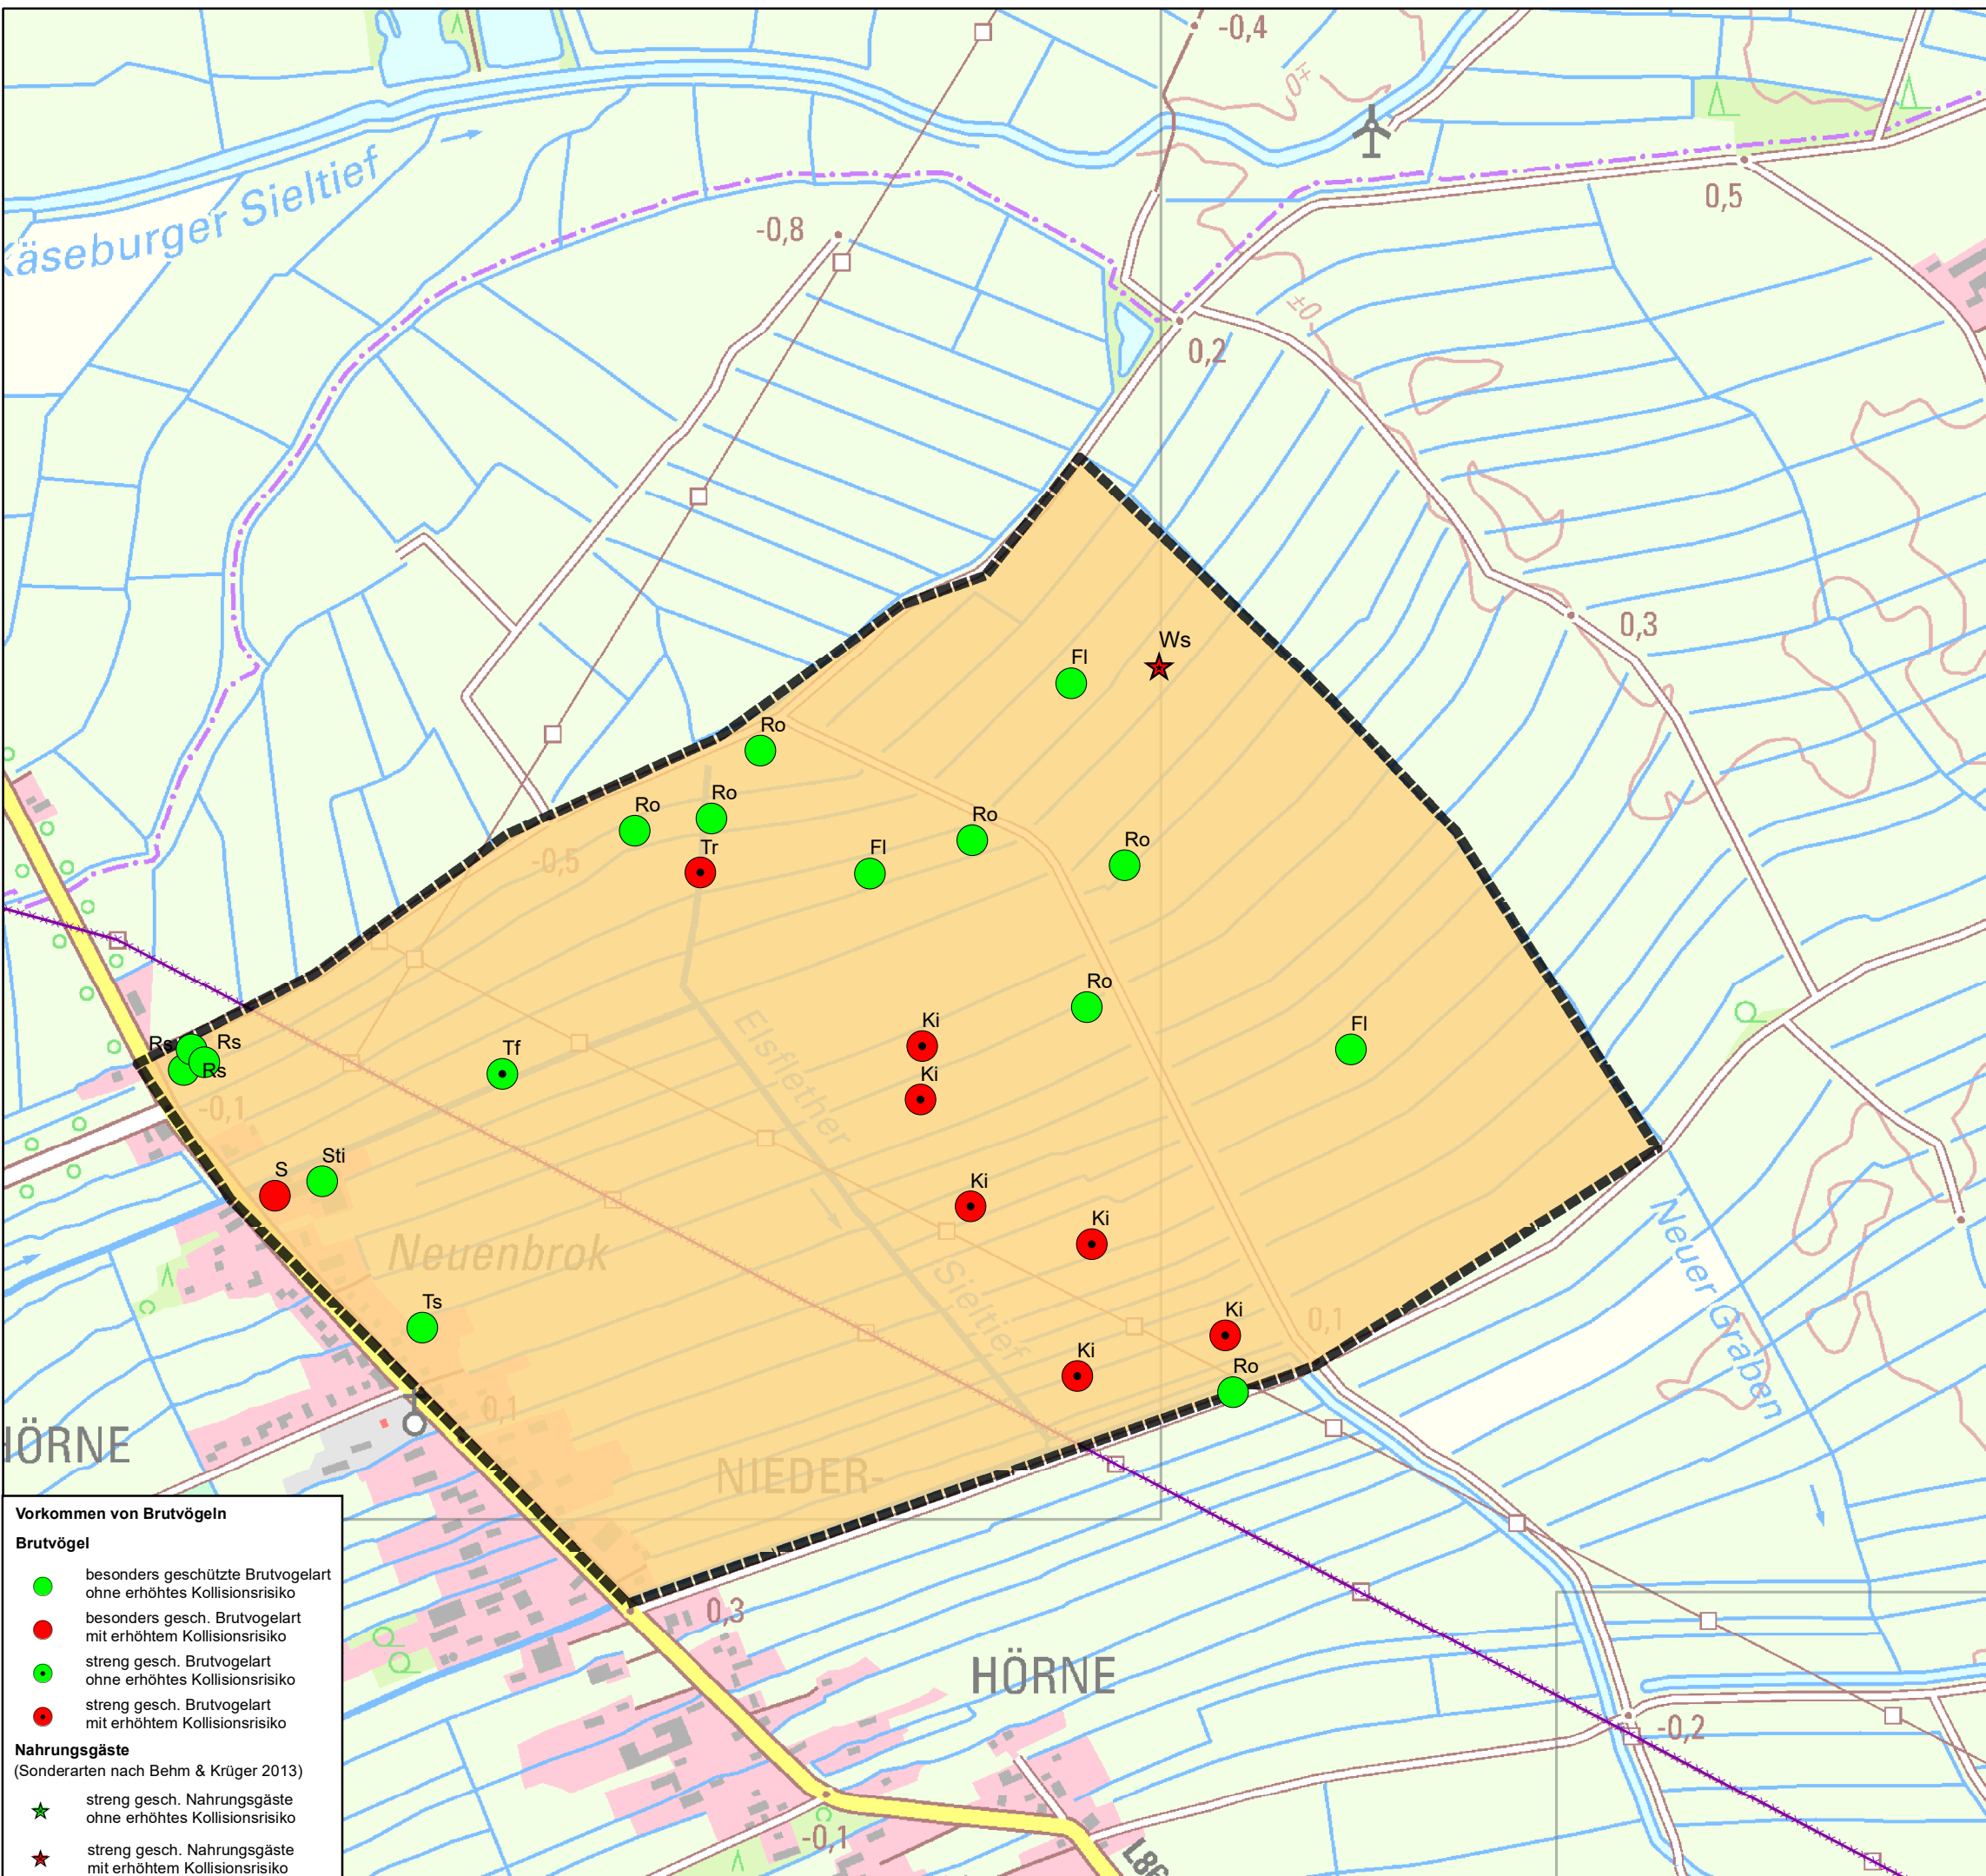 -0,4
±0
Käseburger Sieltief
0,5
-0,8
±0
0,2
0,3
Ws
Fl
Ro
Ro
Ro
Ro
Ro
Tr
Fl
-0,5
Ro
Fl
Ki
Ki
Rs
Rs
Rs
Tf
-0,1
Elsflether
Sieltief
S
Sti
Ki
Ki
Neuenbrok
Neuer Graben
Ts
Ki
0,1
Ki
Ro
0,1
HÖRNE
NIEDER-
0,3
HÖRNE
-0,2
-0,1
L86
Vorkommen von Brutvögeln
Brutvögel
besonders geschützte Brutvogelart
ohne erhöhtes Kollisionsrisiko
besonders gesch. Brutvogelart
mit erhöhtem Kollisionsrisiko
streng gesch. Brutvogelart
ohne erhöhtes Kollisionsrisiko
streng gesch. Brutvogelart
mit erhöhtem Kollisionsrisiko
Nahrungsgäste
(Sonderarten nach Behm & Krüger 2013)
streng gesch. Nahrungsgäste
ohne erhöhtes Kollisionsrisiko
streng gesch. Nahrungsgäste
mit erhöhtem Kollisionsrisiko